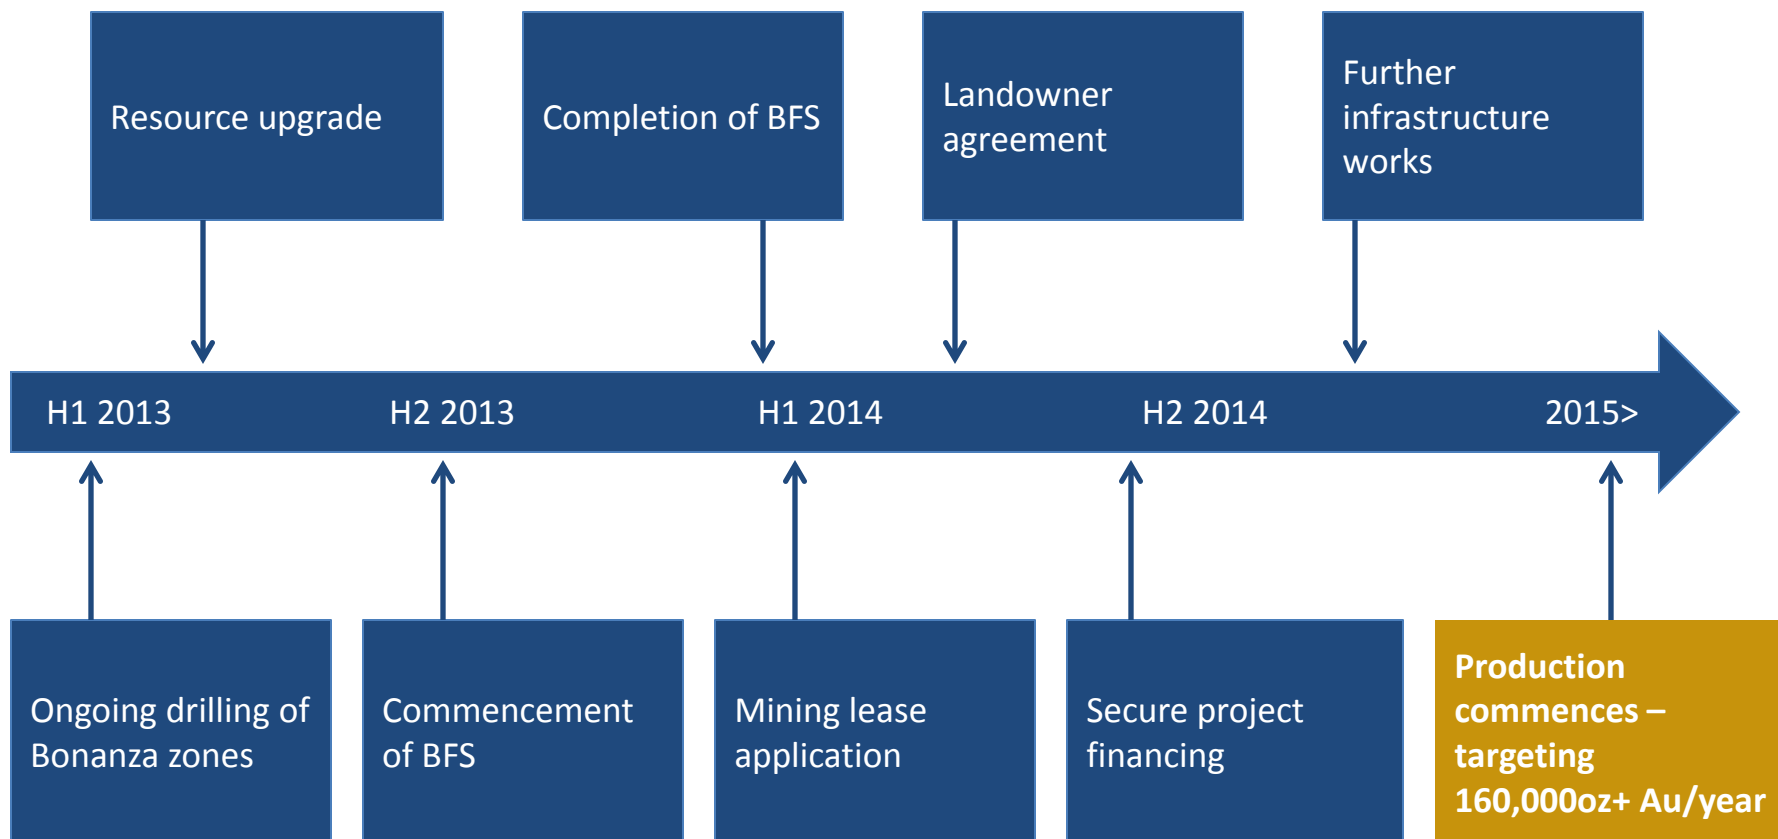 Resource upgrade
Completion of BFS
Landowner
agreement
Further
infrastructure
works
H1 2013
H2 2013
H1 2014
H2 2014
2015>
Ongoing drilling of
Bonanza zones
Commencement
of BFS
Mining lease
application
Secure project
financing
Production
commences –
targeting
160,000oz+ Au/year